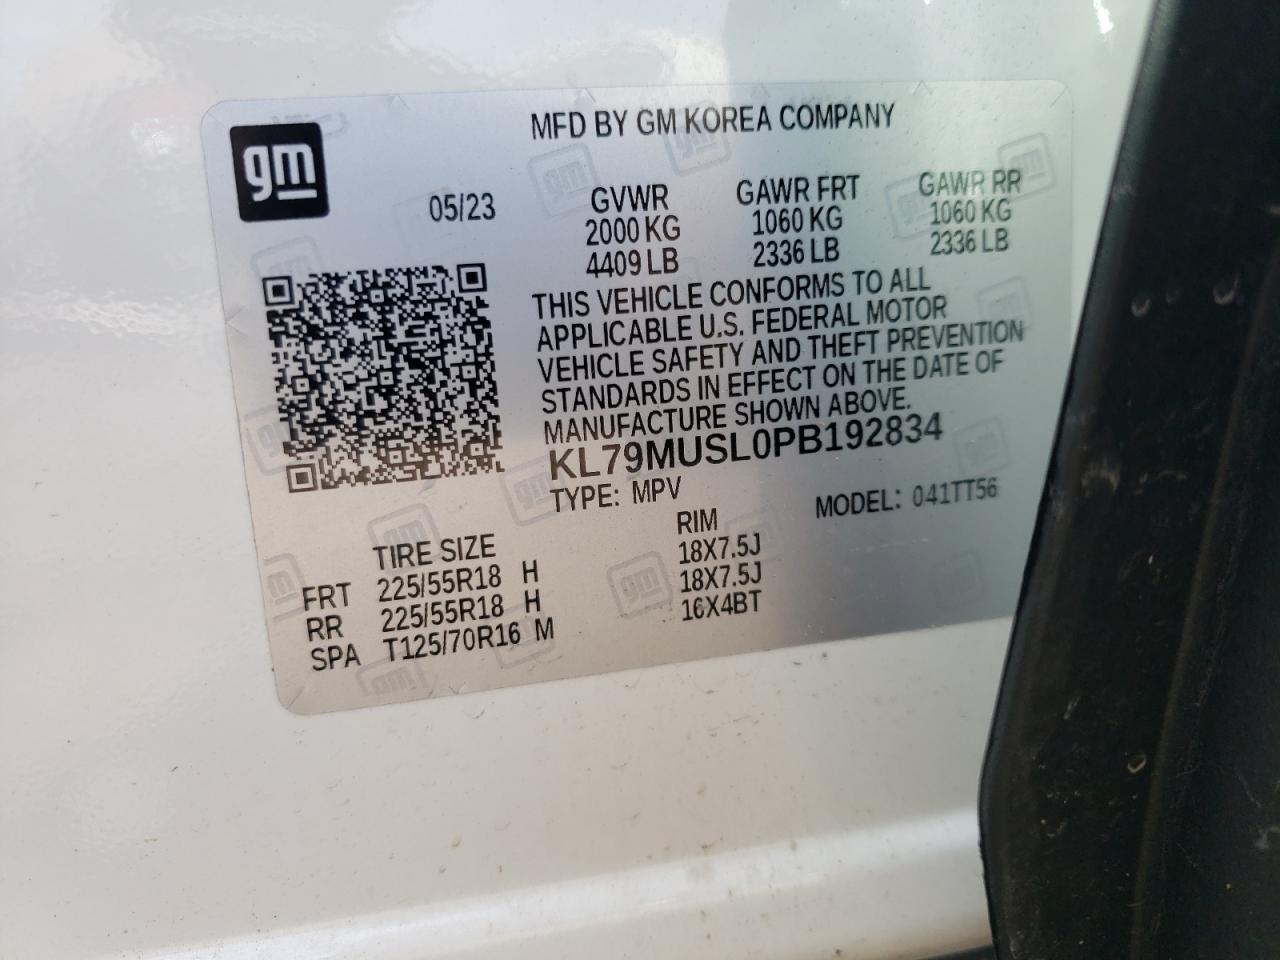 gm
MFD BY GM KOREA COMPANY
05/23
GVWR GAWR FRT GAWR RR
2000 KG 1060 KG 1060 KG
4409 LB 2336 LB 2336 LB
THIS VEHICLE CONFORMS TO ALL
APPLICABLE U.S. FEDERAL MOTOR
VEHICLE SAFETY AND THEFT PREVENTION
STANDARDS IN EFFECT ON THE DATE OF
MANUFACTURE SHOWN ABOVE.
KL79MUSL0PB192834
TYPE: MPV MODEL: 041TT56
TIRE SIZE RIM
FRT 225/55R18 H 18X7.5J
RR 225/55R18 H 18X7.5J
SPA T125/70R16 M 16X4BT